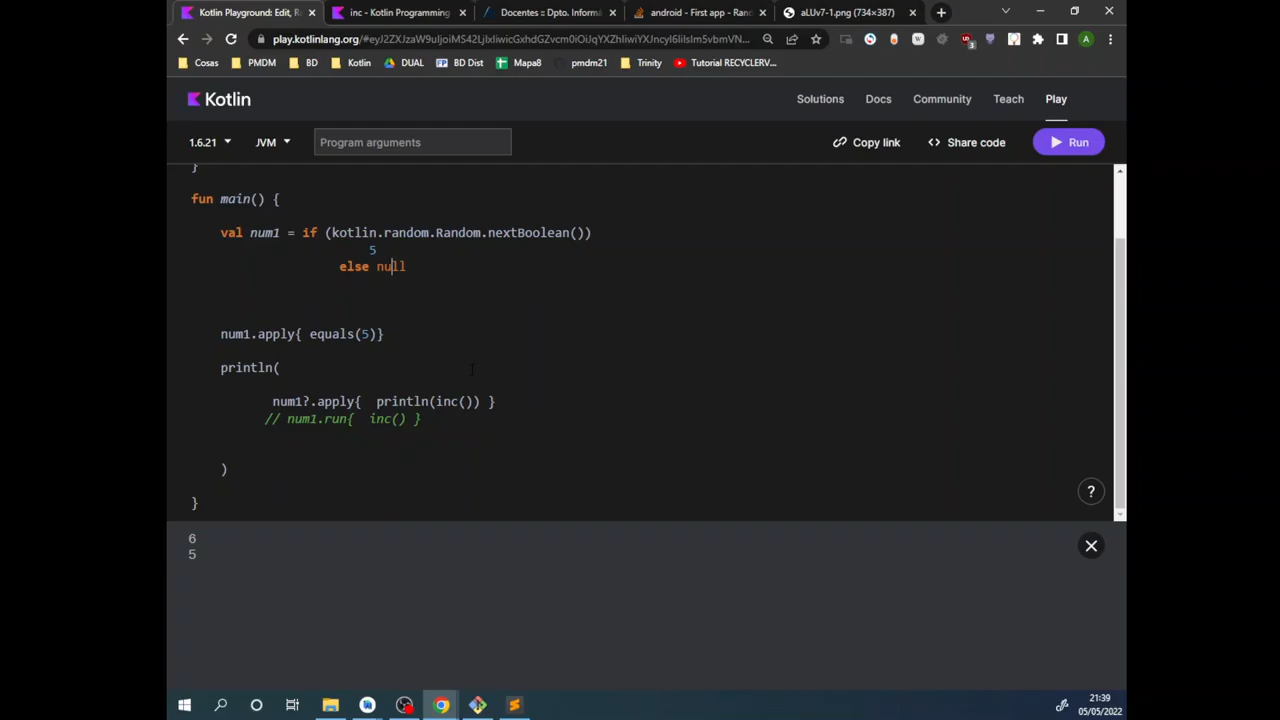 Kotlin Playground: Edit, R
inc - Kotlin Programming
Docentes :: Dpto. Informá
android - First app - Ran
aLUv7-1.png (734×387)
play.kotlinlang.org/
Cosas
PMDM
BD
Kotlin
DUAL
BD Dist
Mapa8
pmdm21
Trinity
Tutorial RECYCLERV...
Kotlin
Solutions
Docs
Community
Teach
Play
1.6.21
JVM
Program arguments
Copy link
Share code
Run
}
fun main() {
val num1 = if (kotlin.random.Random.nextBoolean())
5
else null
num1.apply{ equals(5)}
println(
num1?.apply{  println(inc()) }
// num1.run{  inc() }
)
}
?
6
5
21:39
05/05/2022